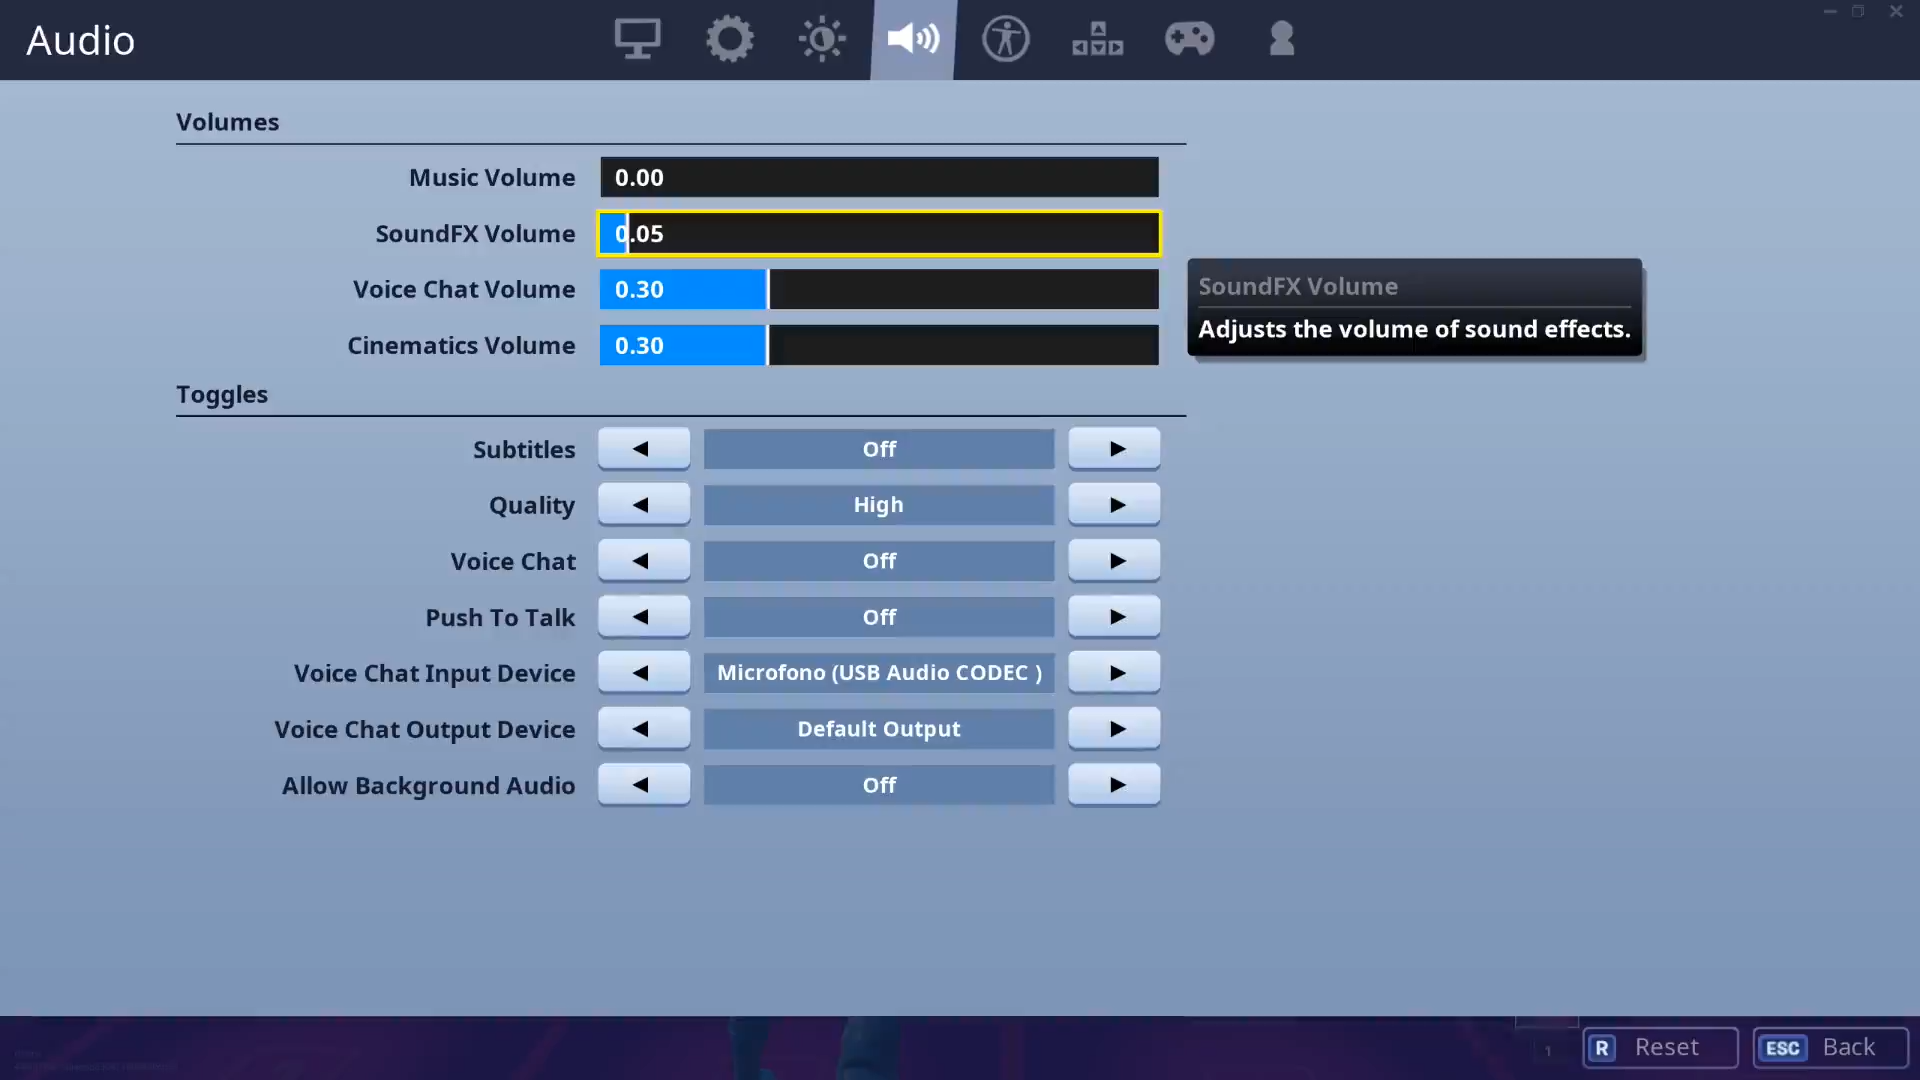 Audio
Volumes
Music Volume 0.00
SoundFX Volume 0.05
Voice Chat Volume 0.30
Cinematics Volume 0.30
SoundFX Volume
Adjusts the volume of sound effects.
Toggles
Subtitles Off
Quality High
Voice Chat Off
Push To Talk Off
Voice Chat Input Device Microfono (USB Audio CODEC )
Voice Chat Output Device Default Output
Allow Background Audio Off
1
R Reset ESC Back